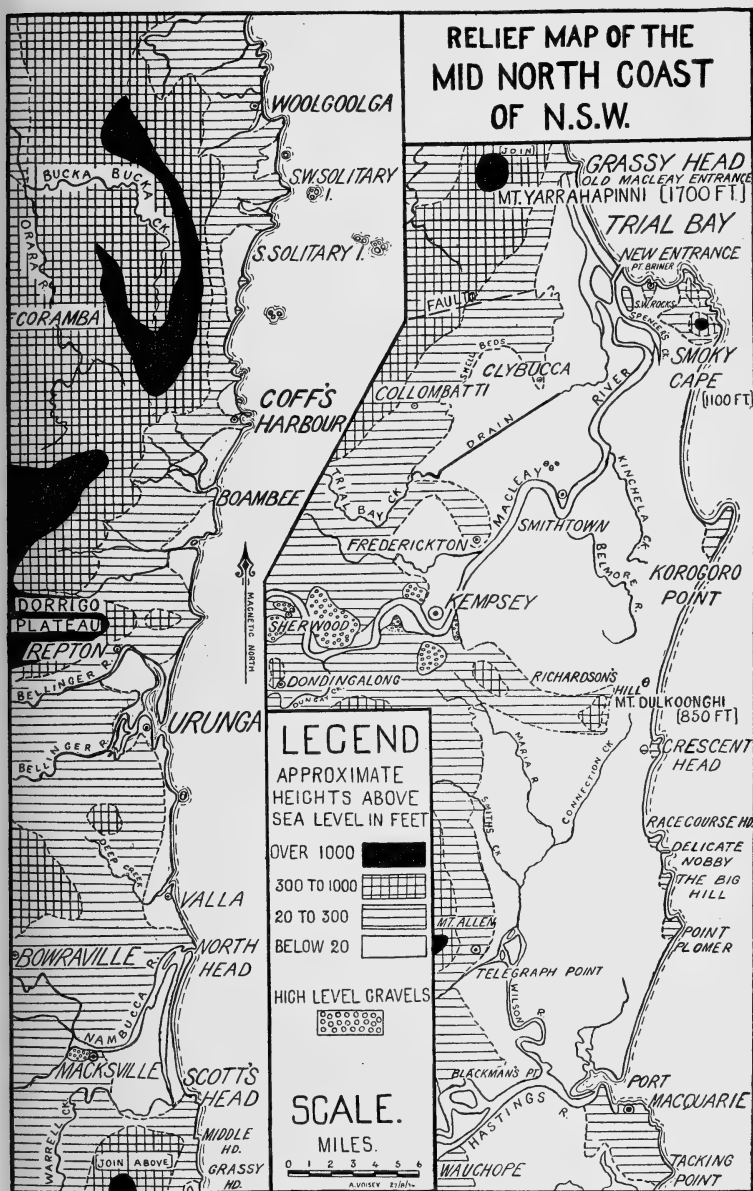 RELIEF MAP OF THE
MID NORTH COAST
OF N.S.W.
WOOLGOOLGA
BUCKA BUCKA
CK
ORARA R.
S.W. SOLITARY
I.
S. SOLITARY I.
CORAMBA
COFF'S
HARBOUR
BOAMBEE
DORRIGO
PLATEAU
REPTON
BELLINGER R.
URUNGA
BELLINGER R.
DEEP CREEK
VALLA
BOWRAVILLE
NORTH
HEAD
NAMBUCCA R.
MACKSVILLE
SCOTT'S
HEAD
WARRELL CK.
MIDDLE
HD.
JOIN ABOVE
GRASSY
HD.
MAGNETIC NORTH
JOIN
GRASSY HEAD
OLD MACLEAY ENTRANCE
MT. YARRAHAPINNI [1700 FT]
TRIAL BAY
NEW ENTRANCE
PT. BRINER
S.W. ROCKS
SPENCERS
CK
FAULT
SMOKY
CAPE
[1100 FT]
SHELL BEDS
CLYBUCCA
COLLOMBATTI
DRAIN
RIVER
MACLEAY
TRIAL
BAY
CK
KINCHELA CK.
SMITHTOWN
FREDERICKTON
BELMORE R.
KOROGORO
POINT
KEMPSEY
SHERWOOD
DONDINGALONG
DUNGAY CK.
RICHARDSON'S
HILL
MT. DULKOONGHI
[850 FT]
CRESCENT
HEAD
MARIA R.
CONNECTION CK
SMITHS CK
RACECOURSE HD.
DELICATE
NOBBY
THE BIG
HILL
MT. ALLEN
POINT
PLOMER
TELEGRAPH POINT
WILSON R.
BLACKMAN'S PT.
PORT
MACQUARIE
HASTINGS R.
WAUCHOPE
TACKING
POINT
LEGEND
APPROXIMATE
HEIGHTS ABOVE
SEA LEVEL IN FEET
OVER 1000
300 TO 1000
20 TO 300
BELOW 20
HIGH LEVEL GRAVELS
SCALE.
MILES.
0 1 2 3 4 5 6
A. VOISEY